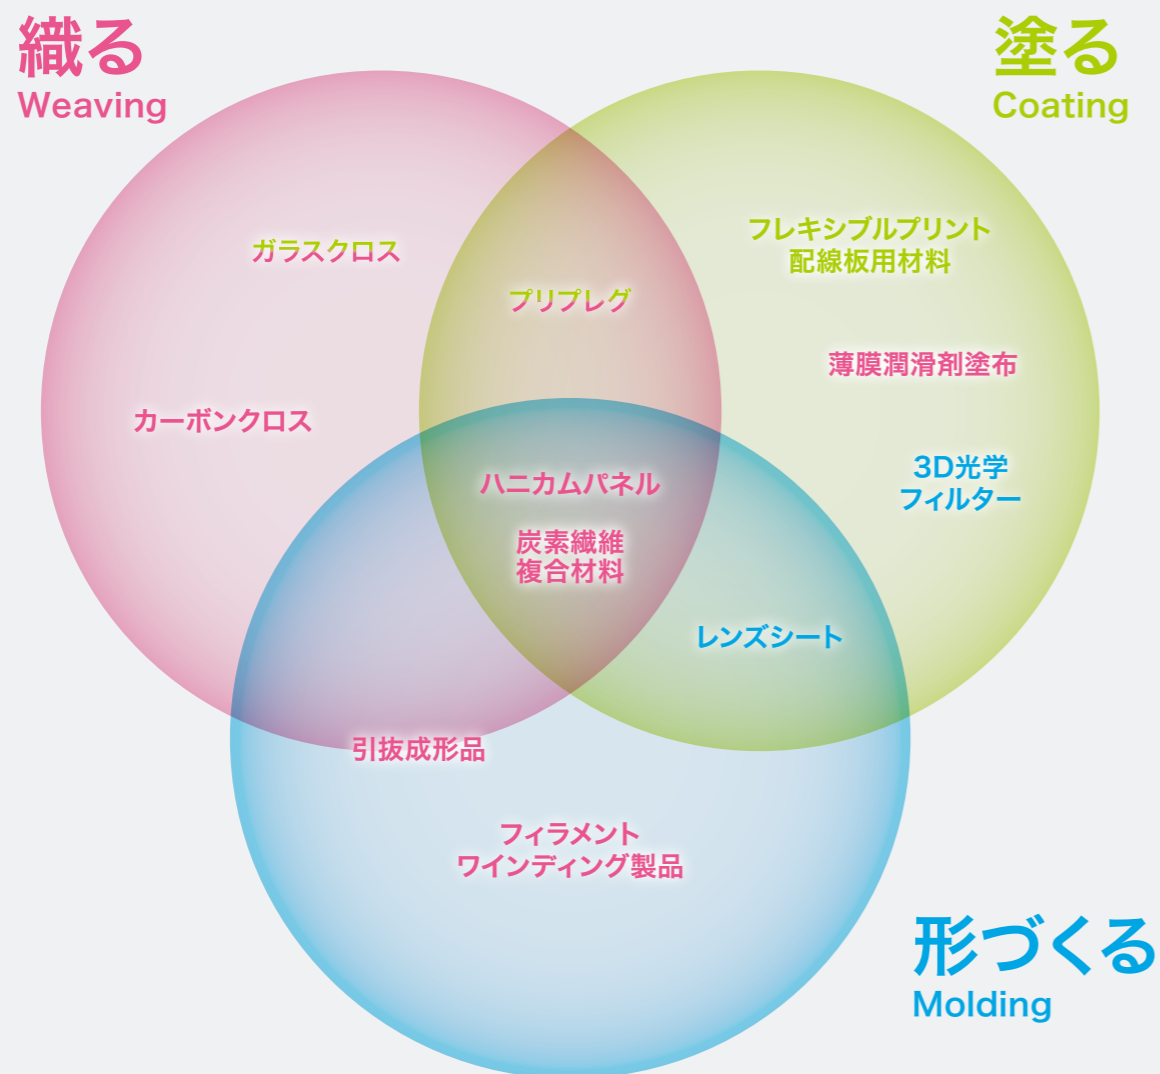 織る
Weaving
塗る
Coating
ガラスクロス
フレキシブルプリント
配線板用材料
プリプレグ
薄膜潤滑剤塗布
カーボンクロス
3D光学
フィルター
ハニカムパネル
炭素繊維
複合材料
レンズシート
引抜成形品
フィラメント
ワインディング製品
形づくる
Molding